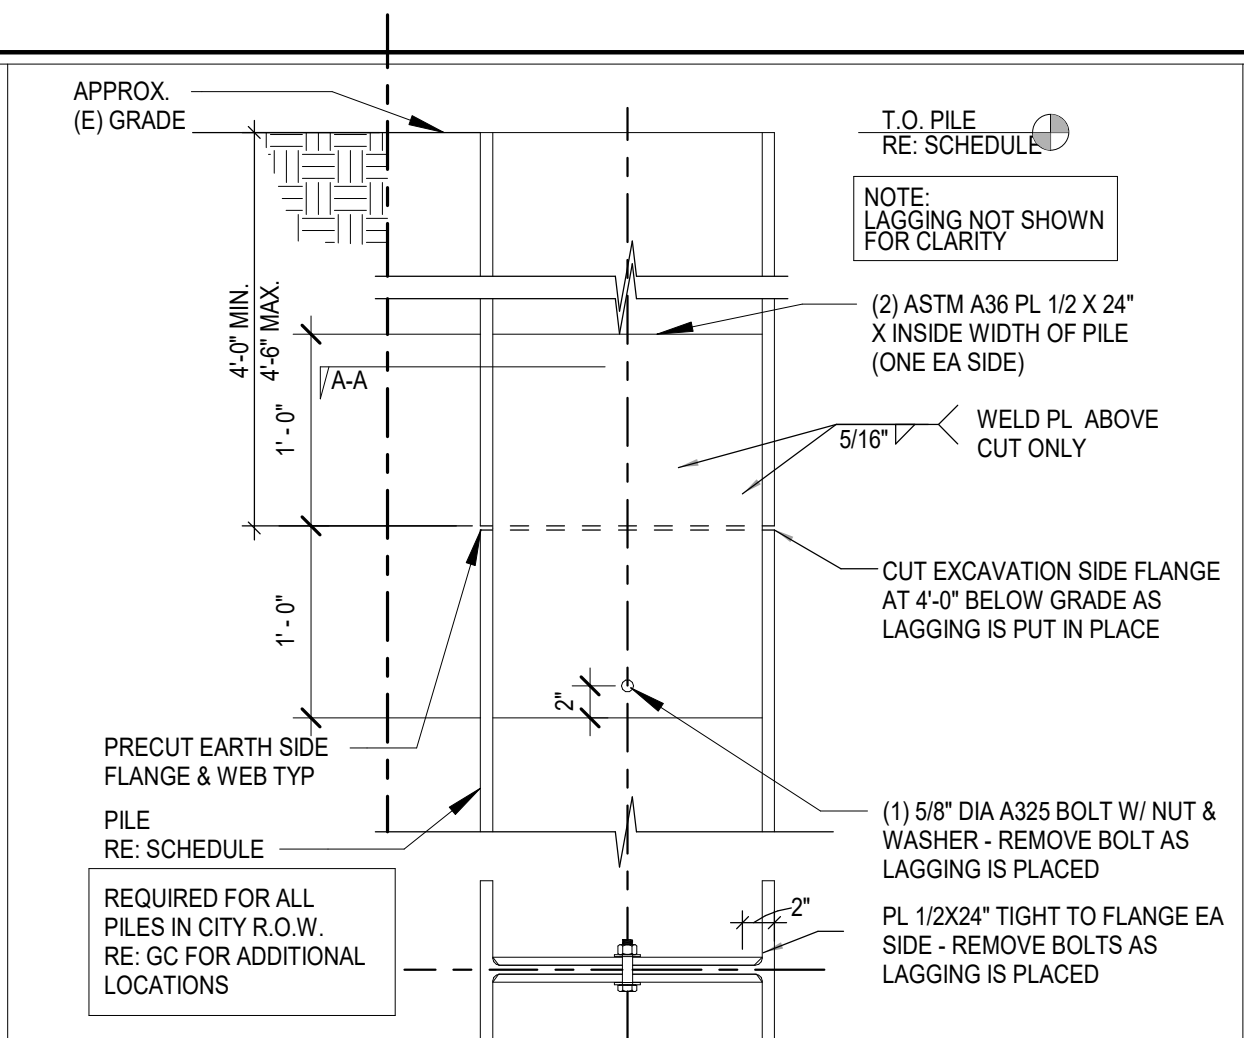 APPROX.
(E) GRADE
T.O. PILE
RE: SCHEDULE
NOTE:
LAGGING NOT SHOWN
FOR CLARITY
4'-0" MIN.
4'-6" MAX.
(2) ASTM A36 PL 1/2 X 24"
X INSIDE WIDTH OF PILE
(ONE EA SIDE)
A-A
1' - 0"
5/16"
WELD PL ABOVE
CUT ONLY
CUT EXCAVATION SIDE FLANGE
AT 4'-0" BELOW GRADE AS
LAGGING IS PUT IN PLACE
1' - 0"
2"
PRECUT EARTH SIDE
FLANGE & WEB TYP
PILE
RE: SCHEDULE
(1) 5/8" DIA A325 BOLT W/ NUT &
WASHER - REMOVE BOLT AS
LAGGING IS PLACED
REQUIRED FOR ALL
PILES IN CITY R.O.W.
RE: GC FOR ADDITIONAL
LOCATIONS
2"
PL 1/2X24" TIGHT TO FLANGE EA
SIDE - REMOVE BOLTS AS
LAGGING IS PLACED